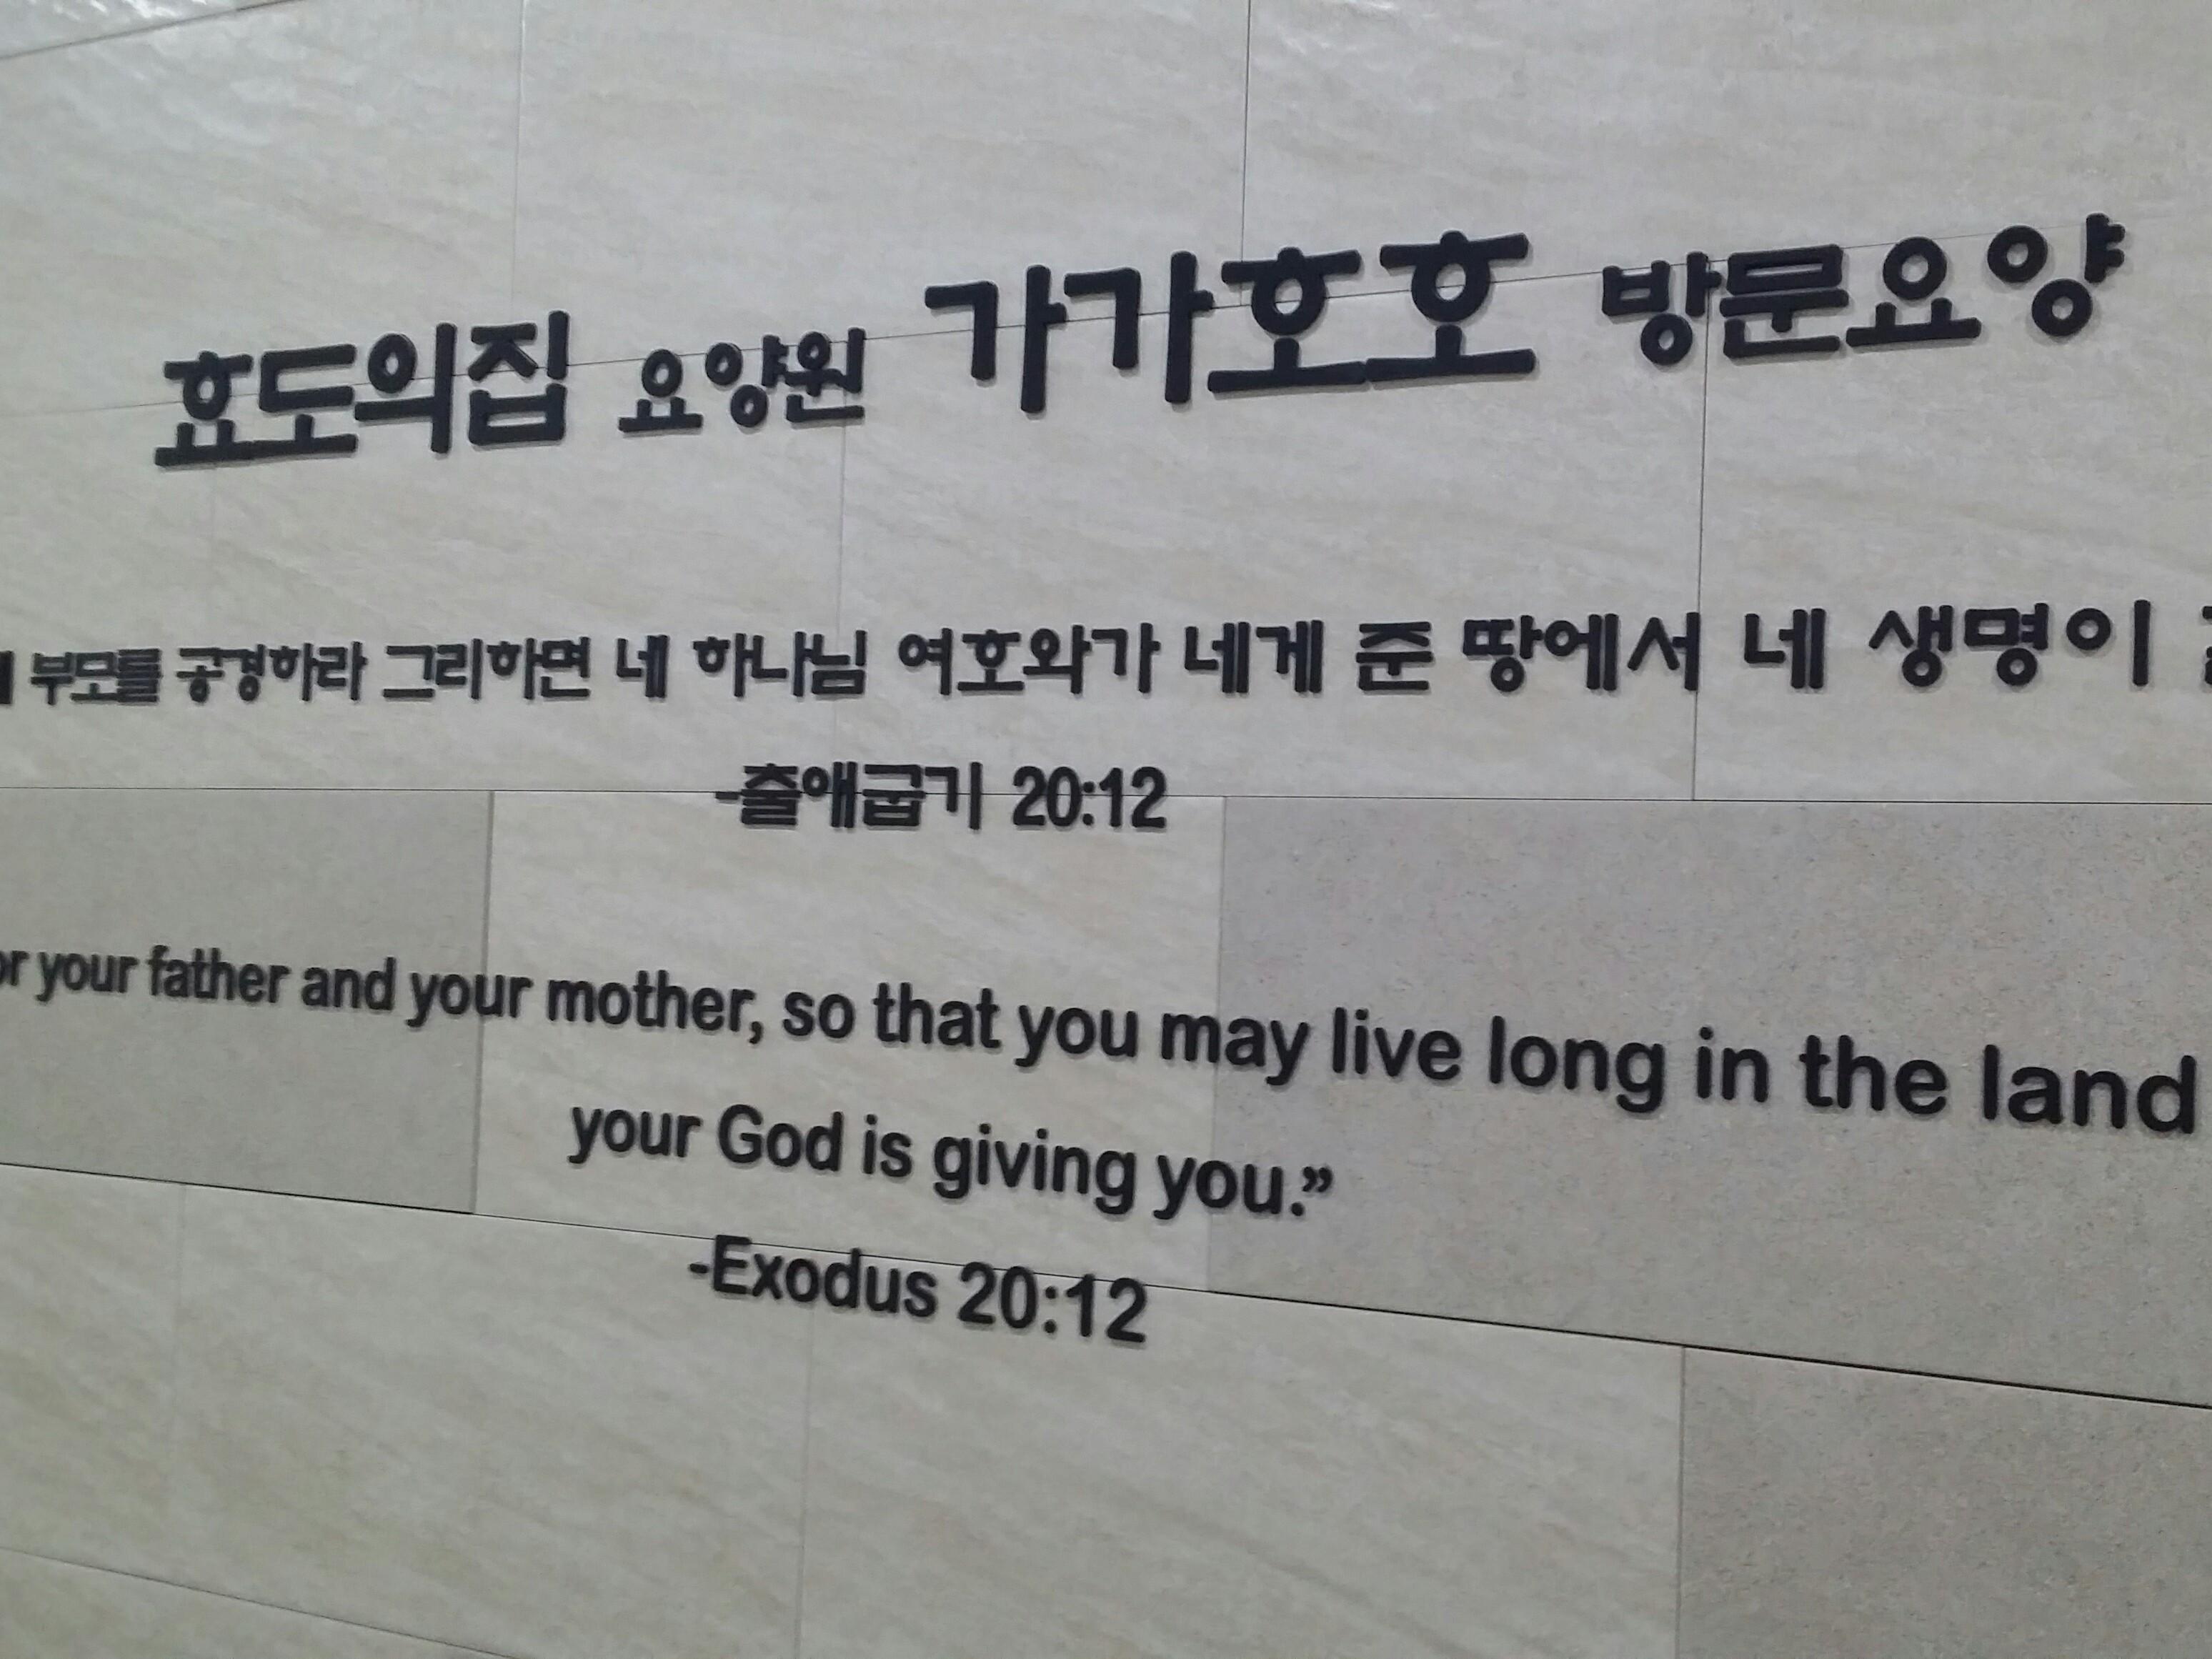 효도의집 요양원 가가호호 방문요양
부모를 공경하라 그리하면 네 하나님 여호와가 네게 준 땅에서 네 생명이
-출애굽기 20:12
your father and your mother, so that you may live long in the land
your God is giving you.”
-Exodus 20:12